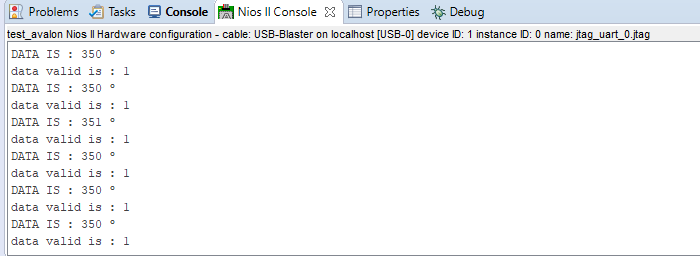 Problems Tasks Console Nios II Console Properties Debug
test_avalon Nios II Hardware configuration - cable: USB-Blaster on localhost [USB-0] device ID: 1 instance ID: 0 name: jtag_uart_0.jtag
DATA IS : 350 º
data valid is : 1
DATA IS : 350 º
data valid is : 1
DATA IS : 351 º
data valid is : 1
DATA IS : 350 º
data valid is : 1
DATA IS : 350 º
data valid is : 1
DATA IS : 350 º
data valid is : 1